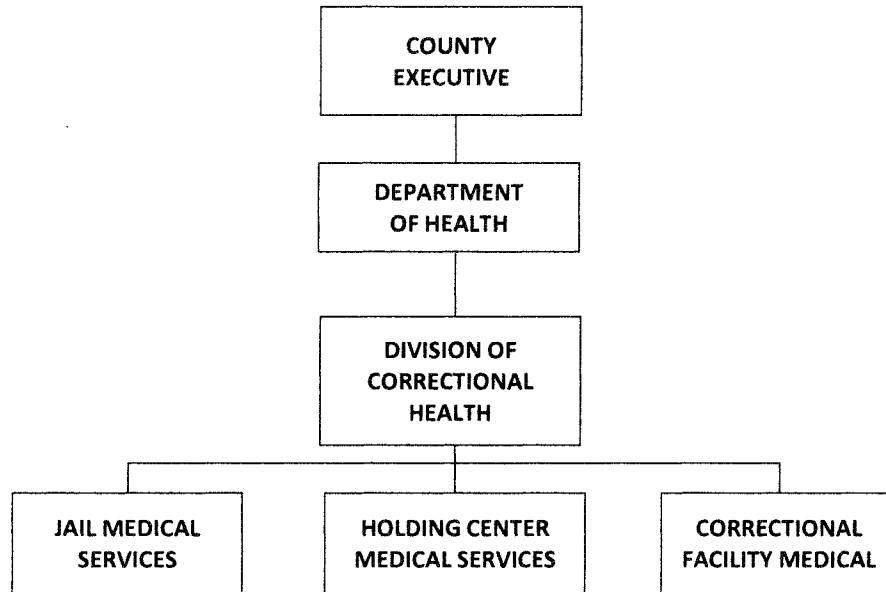 COUNTY
EXECUTIVE
DEPARTMENT
OF HEALTH
DIVISION OF
CORRECTIONAL
HEALTH
JAIL MEDICAL
SERVICES
HOLDING CENTER
MEDICAL SERVICES
CORRECTIONAL
FACILITY MEDICAL